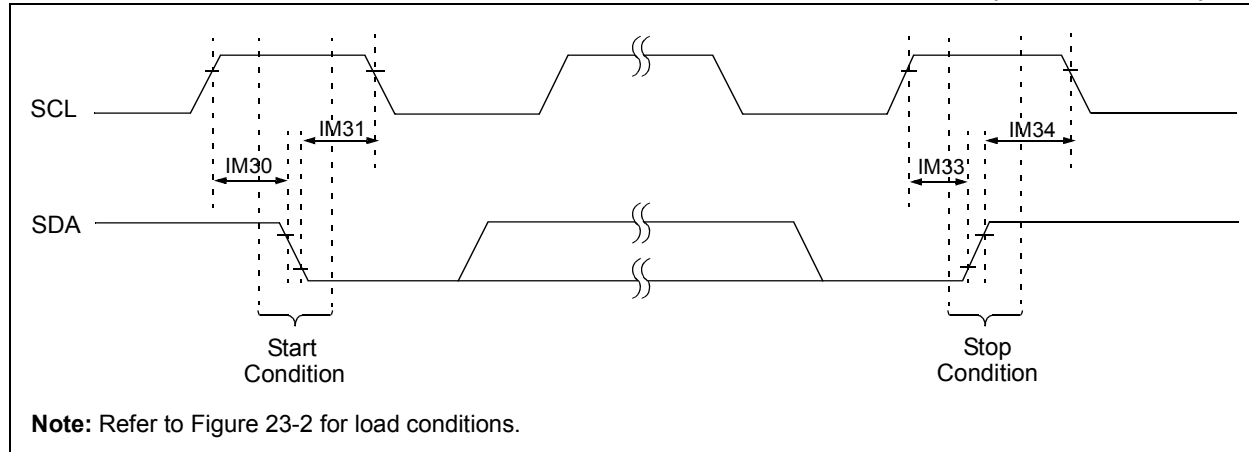 SCL
IM31
IM34
IM30
IM33
SDA
Start
Condition
Stop
Condition
Note: Refer to Figure 23-2 for load conditions.